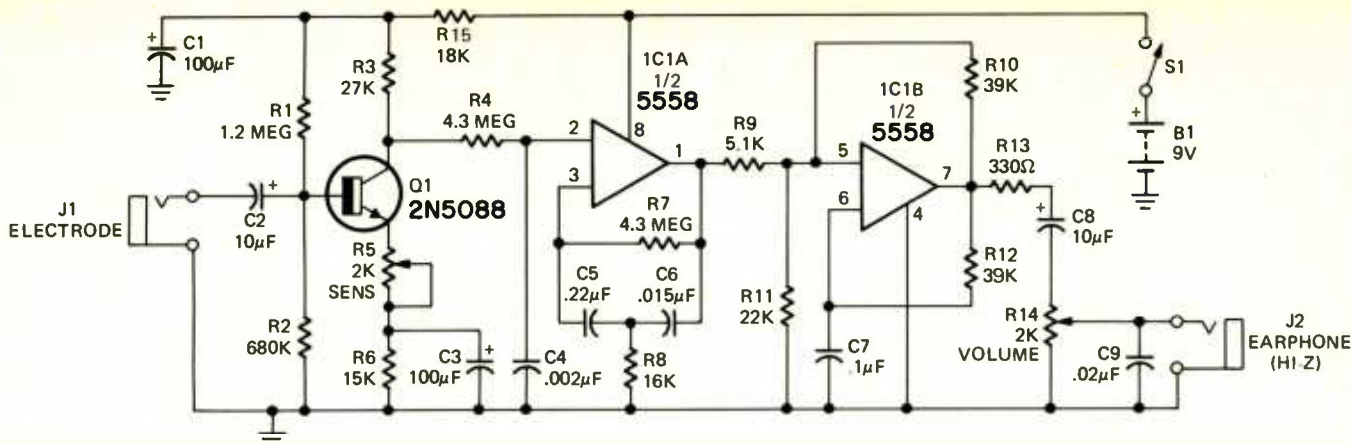 C1
100µF
+
R1
1.2 MEG
R2
680K
J1
ELECTRODE
C2
10µF
+
R3
27K
R15
18K
R4
4.3 MEG
Q1
2N5088
R5
2K
SENS
R6
15K
C3
100µF
+
C4
.002µF
1C1A
1/2
5558
2
3
8
1
R7
4.3 MEG
C5
.22µF
C6
.015µF
R8
16K
R9
5.1K
R11
22K
1C1B
1/2
5558
5
6
7
4
C7
.1µF
R10
39K
R12
39K
R13
330Ω
+
C8
10µF
R14
2K
VOLUME
C9
.02µF
S1
+
B1
9V
J2
EARPHONE
(HI-Z)